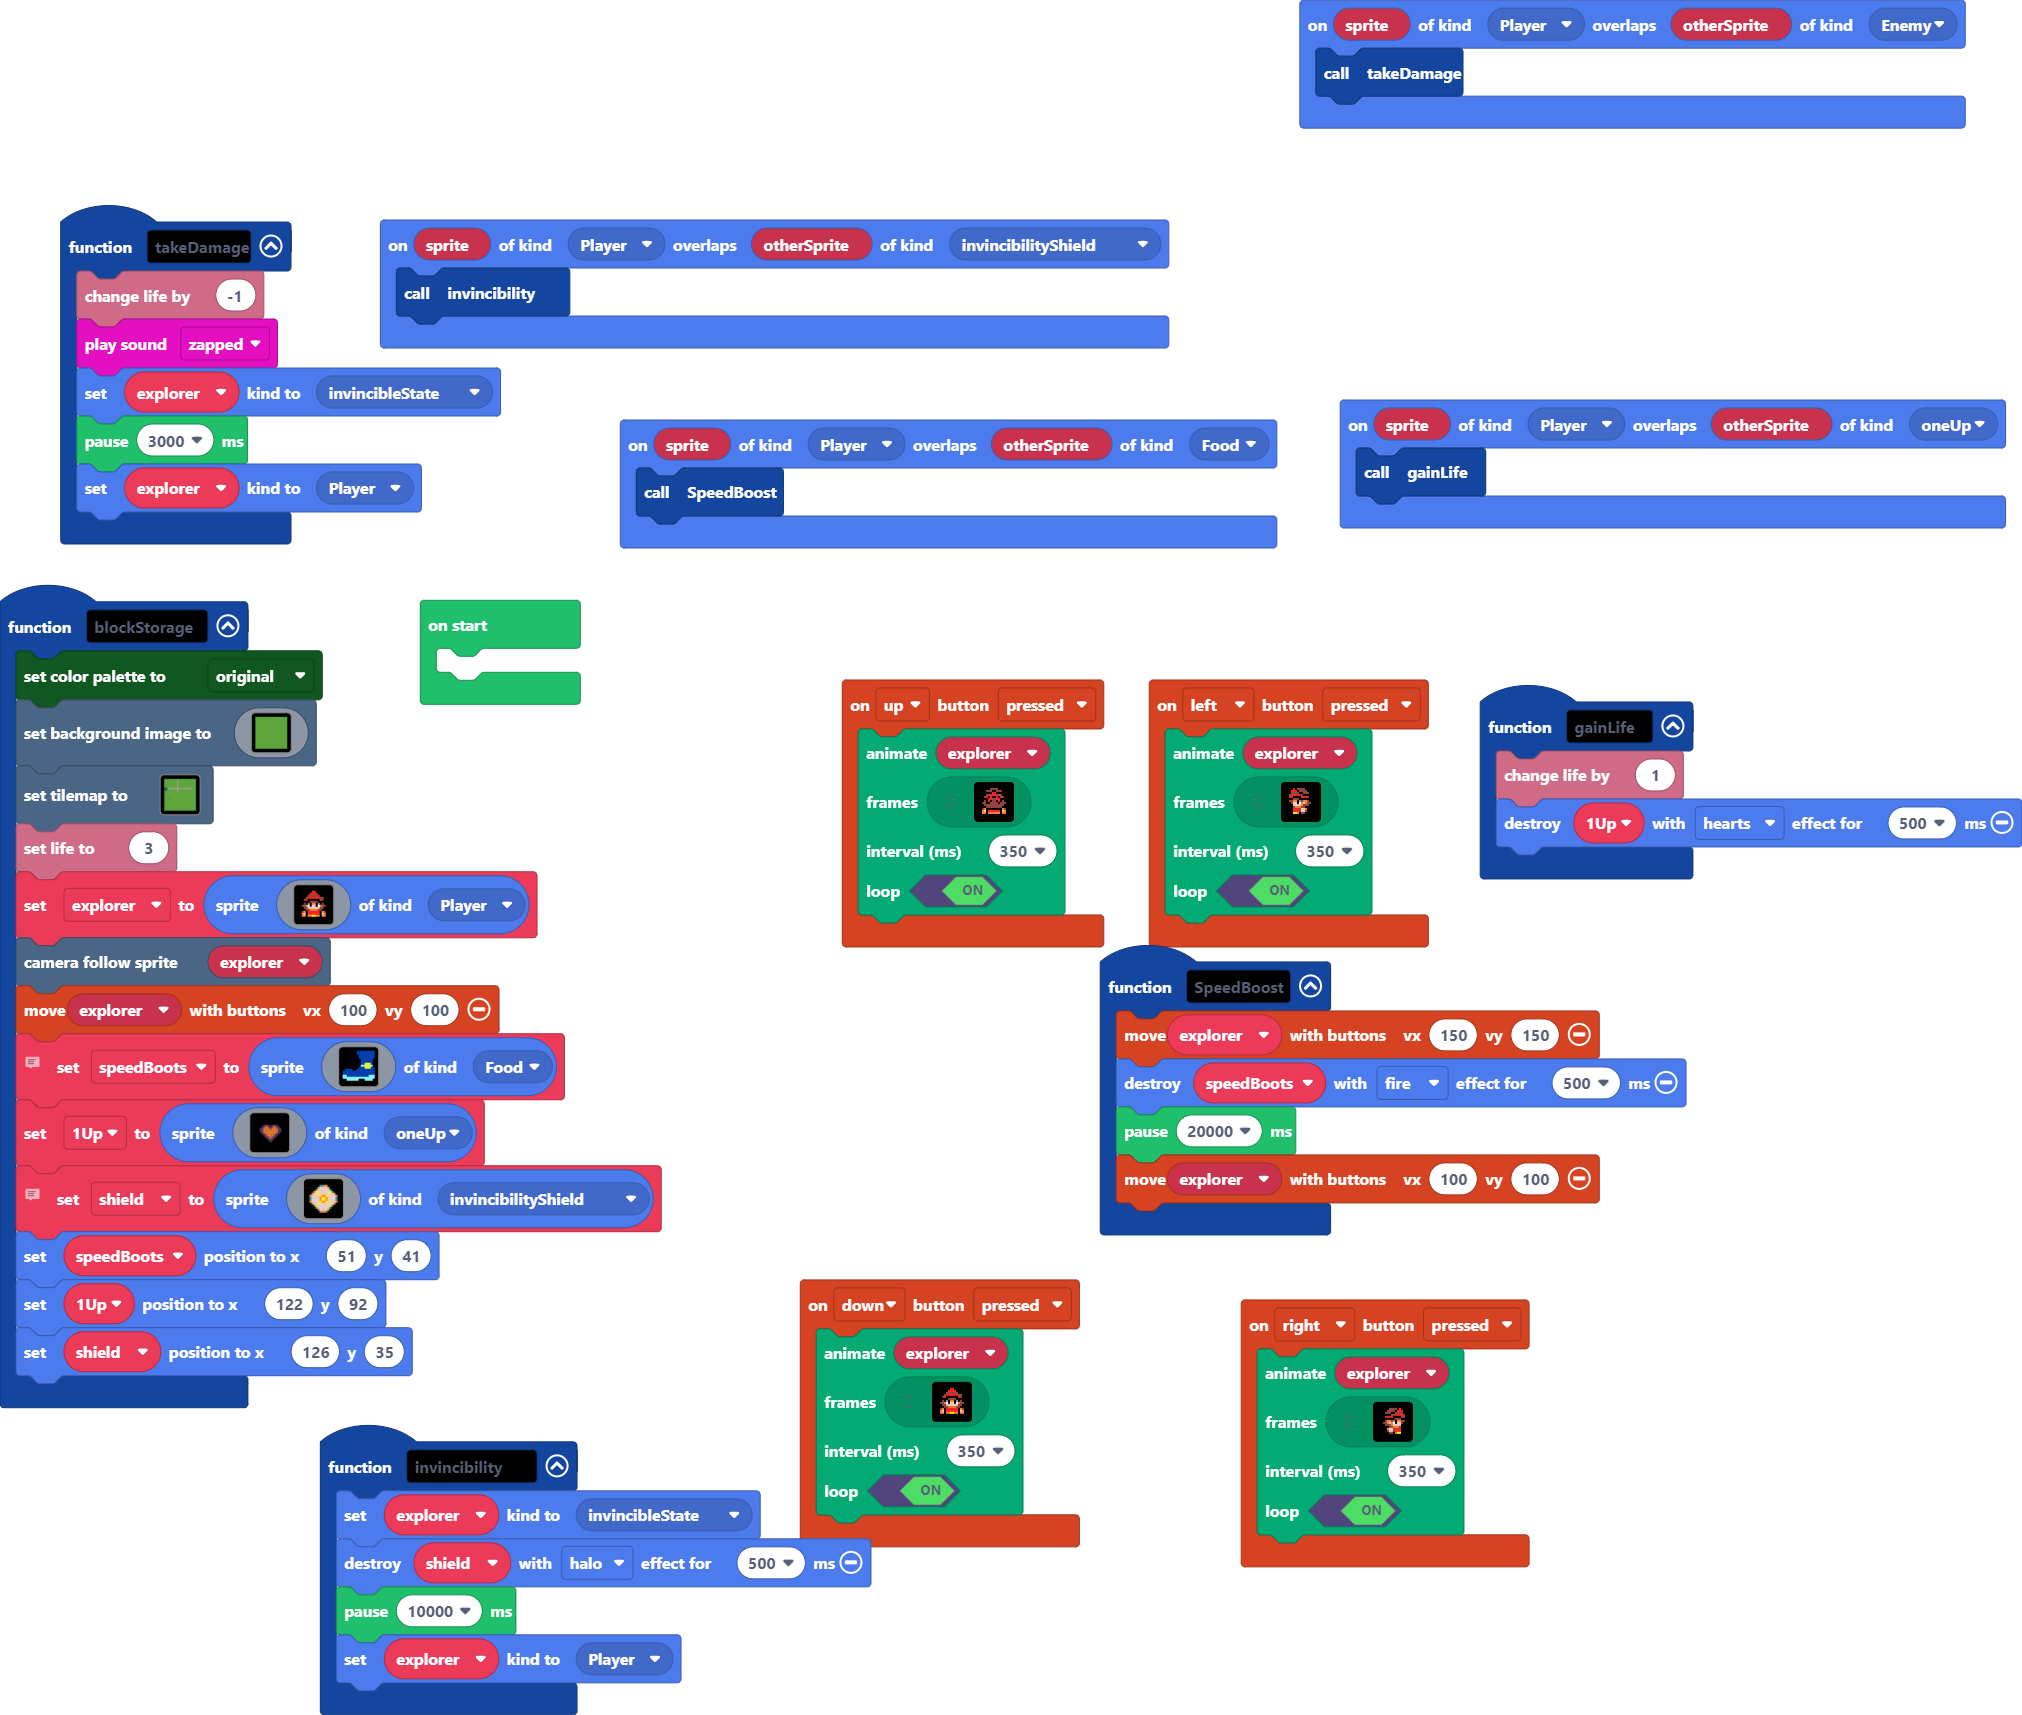 on sprite of kind Player overlaps otherSprite of kind Enemy
call takeDamage
function takeDamage
change life by -1
play sound zapped
set explorer kind to invincibleState
pause 3000 ms
set explorer kind to Player
on sprite of kind Player overlaps otherSprite of kind invincibilityShield
call invincibility
on sprite of kind Player overlaps otherSprite of kind Food
call SpeedBoost
on sprite of kind Player overlaps otherSprite of kind oneUp
call gainLife
function blockStorage
set color palette to original
set background image to
set tilemap to
set life to 3
set explorer to sprite of kind Player
camera follow sprite explorer
move explorer with buttons vx 100 vy 100
set speedBoots to sprite of kind Food
set 1Up to sprite of kind oneUp
set shield to sprite of kind invincibilityShield
set speedBoots position to x 51 y 41
set 1Up position to x 122 y 92
set shield position to x 126 y 35
on start
on up button pressed
animate explorer
frames
interval (ms) 350
loop ON
on left button pressed
animate explorer
frames
interval (ms) 350
loop ON
function gainLife
change life by 1
destroy 1Up with hearts effect for 500 ms
function SpeedBoost
move explorer with buttons vx 150 vy 150
destroy speedBoots with fire effect for 500 ms
pause 20000 ms
move explorer with buttons vx 100 vy 100
on down button pressed
animate explorer
frames
interval (ms) 350
loop ON
on right button pressed
animate explorer
frames
interval (ms) 350
loop ON
function invincibility
set explorer kind to invincibleState
destroy shield with halo effect for 500 ms
pause 10000 ms
set explorer kind to Player